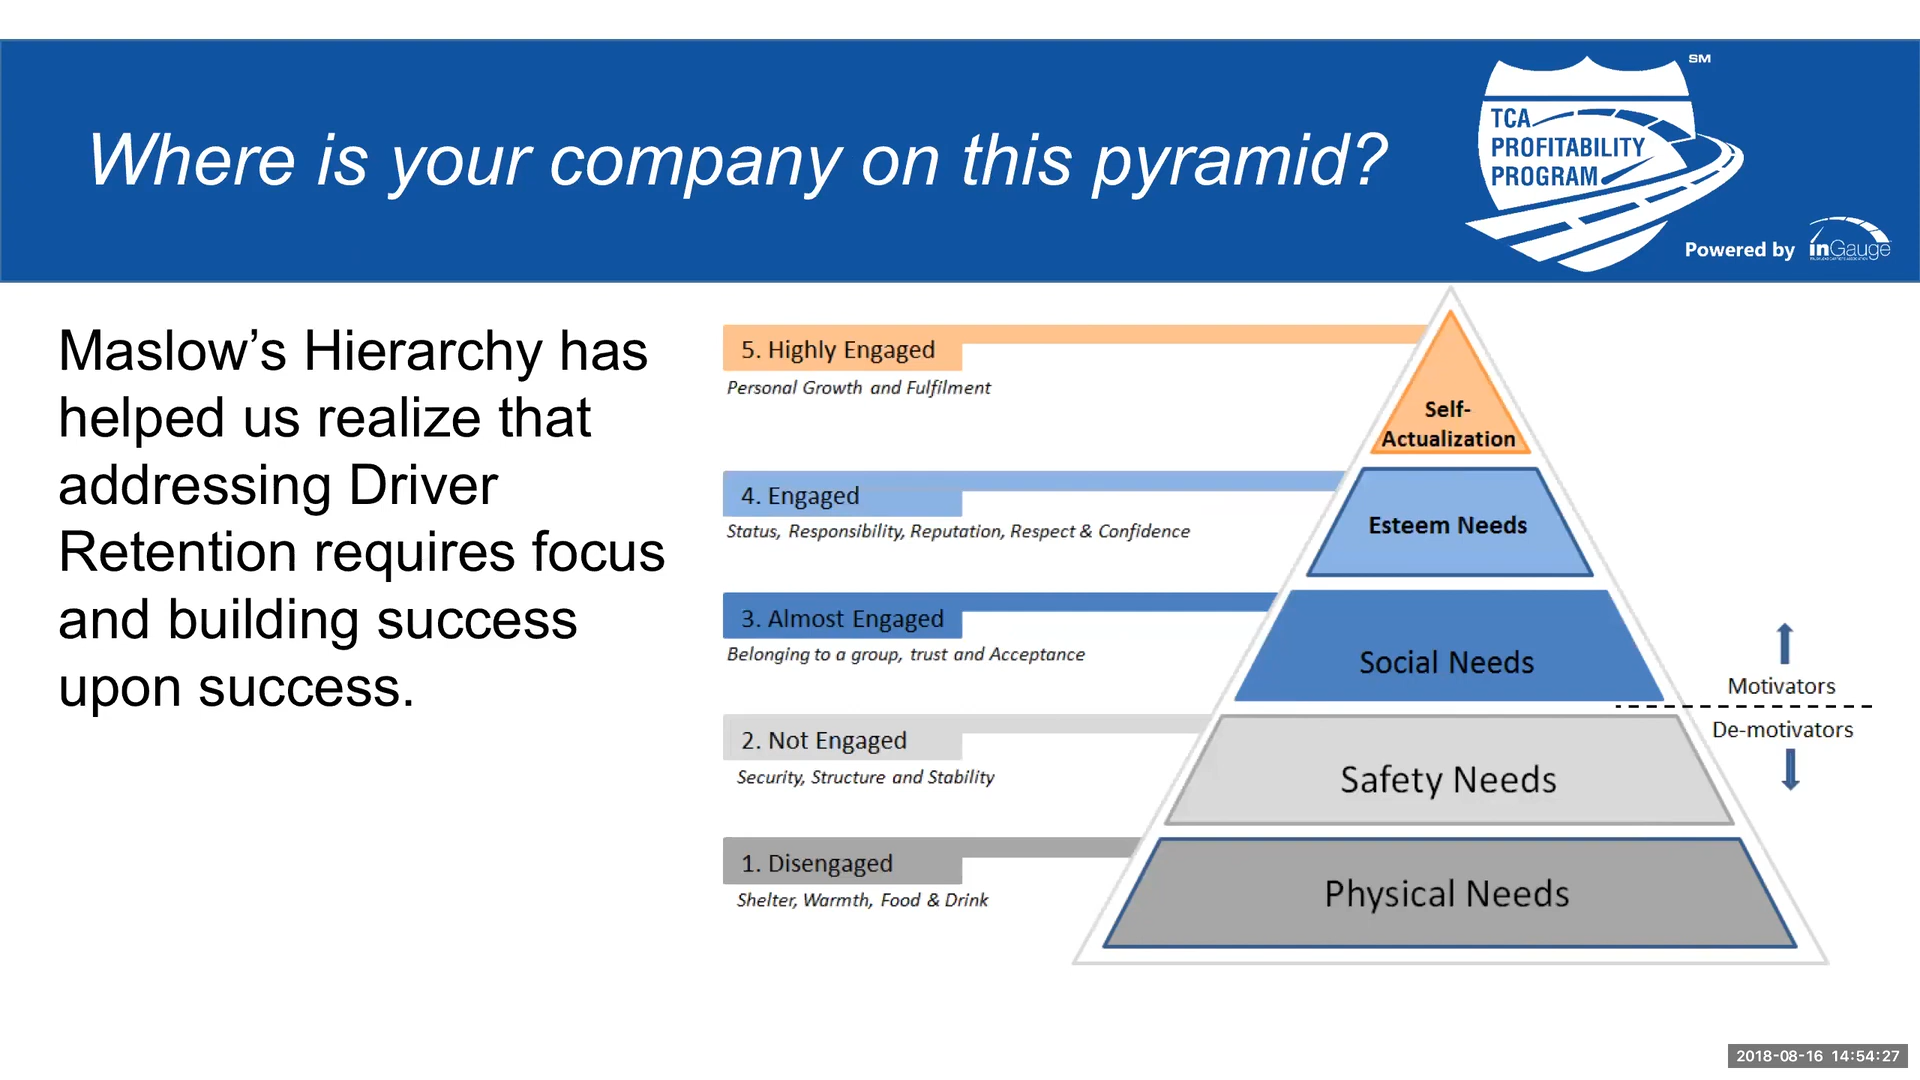 Where is your company on this pyramid?
SM
TCA
PROFITABILITY
PROGRAM
Powered by inGauge
Maslow’s Hierarchy has
helped us realize that
addressing Driver
Retention requires focus
and building success
upon success.
5. Highly Engaged
Personal Growth and Fulfilment
Self-
Actualization
4. Engaged
Status, Responsibility, Reputation, Respect & Confidence
Esteem Needs
3. Almost Engaged
Belonging to a group, trust and Acceptance
Social Needs
Motivators
De-motivators
2. Not Engaged
Security, Structure and Stability
Safety Needs
1. Disengaged
Shelter, Warmth, Food & Drink
Physical Needs
2018-08-16 14:54:27